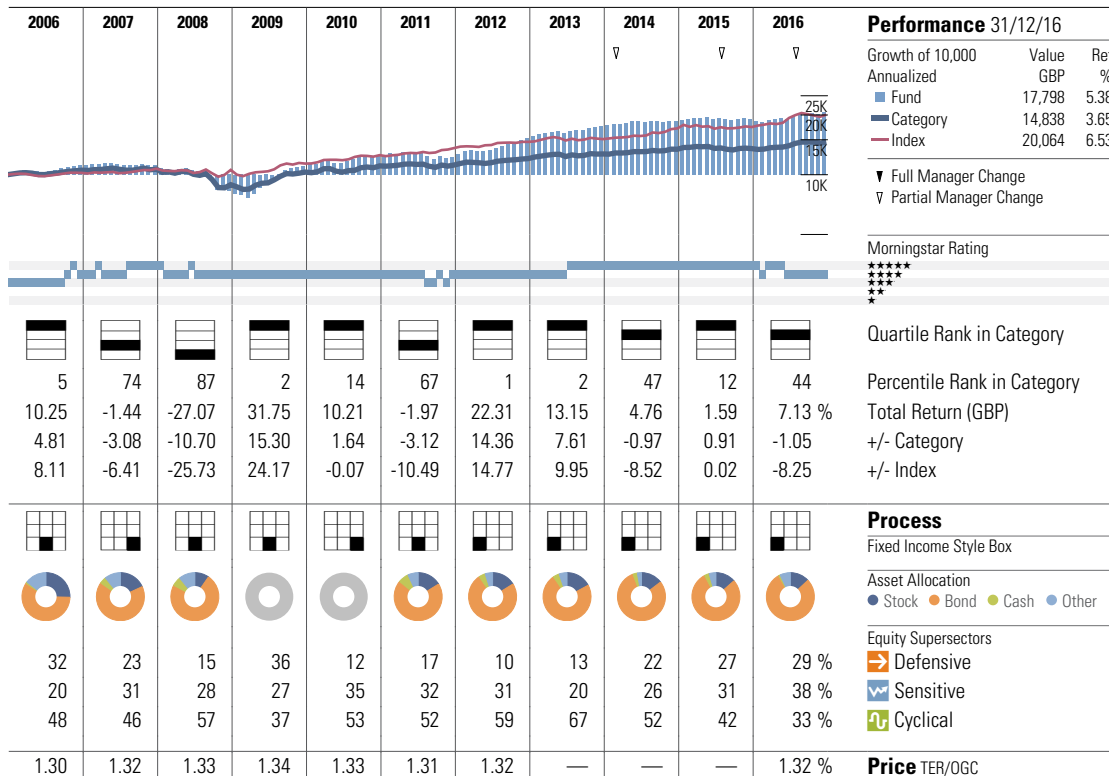 2006 2007 2008 2009 2010 2011 2012 2013 2014 2015 2016 Performance 31/12/16
Growth of 10,000 Value Ret
Annualized GBP %
Fund 17,798 5.38
Category 14,838 3.65
Index 20,064 6.53
25K
20K
15K
10K
Full Manager Change
Partial Manager Change
Morningstar Rating
★★★★★
★★★★
★★★
★★
★
Quartile Rank in Category
5 74 87 2 14 67 1 2 47 12 44 Percentile Rank in Category
10.25 -1.44 -27.07 31.75 10.21 -1.97 22.31 13.15 4.76 1.59 7.13 % Total Return (GBP)
4.81 -3.08 -10.70 15.30 1.64 -3.12 14.36 7.61 -0.97 0.91 -1.05 +/- Category
8.11 -6.41 -25.73 24.17 -0.07 -10.49 14.77 9.95 -8.52 0.02 -8.25 +/- Index
Process
Fixed Income Style Box
Asset Allocation
Stock Bond Cash Other
Equity Supersectors
32 23 15 36 12 17 10 13 22 27 29 % Defensive
20 31 28 27 35 32 31 20 26 31 38 % Sensitive
48 46 57 37 53 52 59 67 52 42 33 % Cyclical
1.30 1.32 1.33 1.34 1.33 1.31 1.32 — — — 1.32 % Price TER/OGC